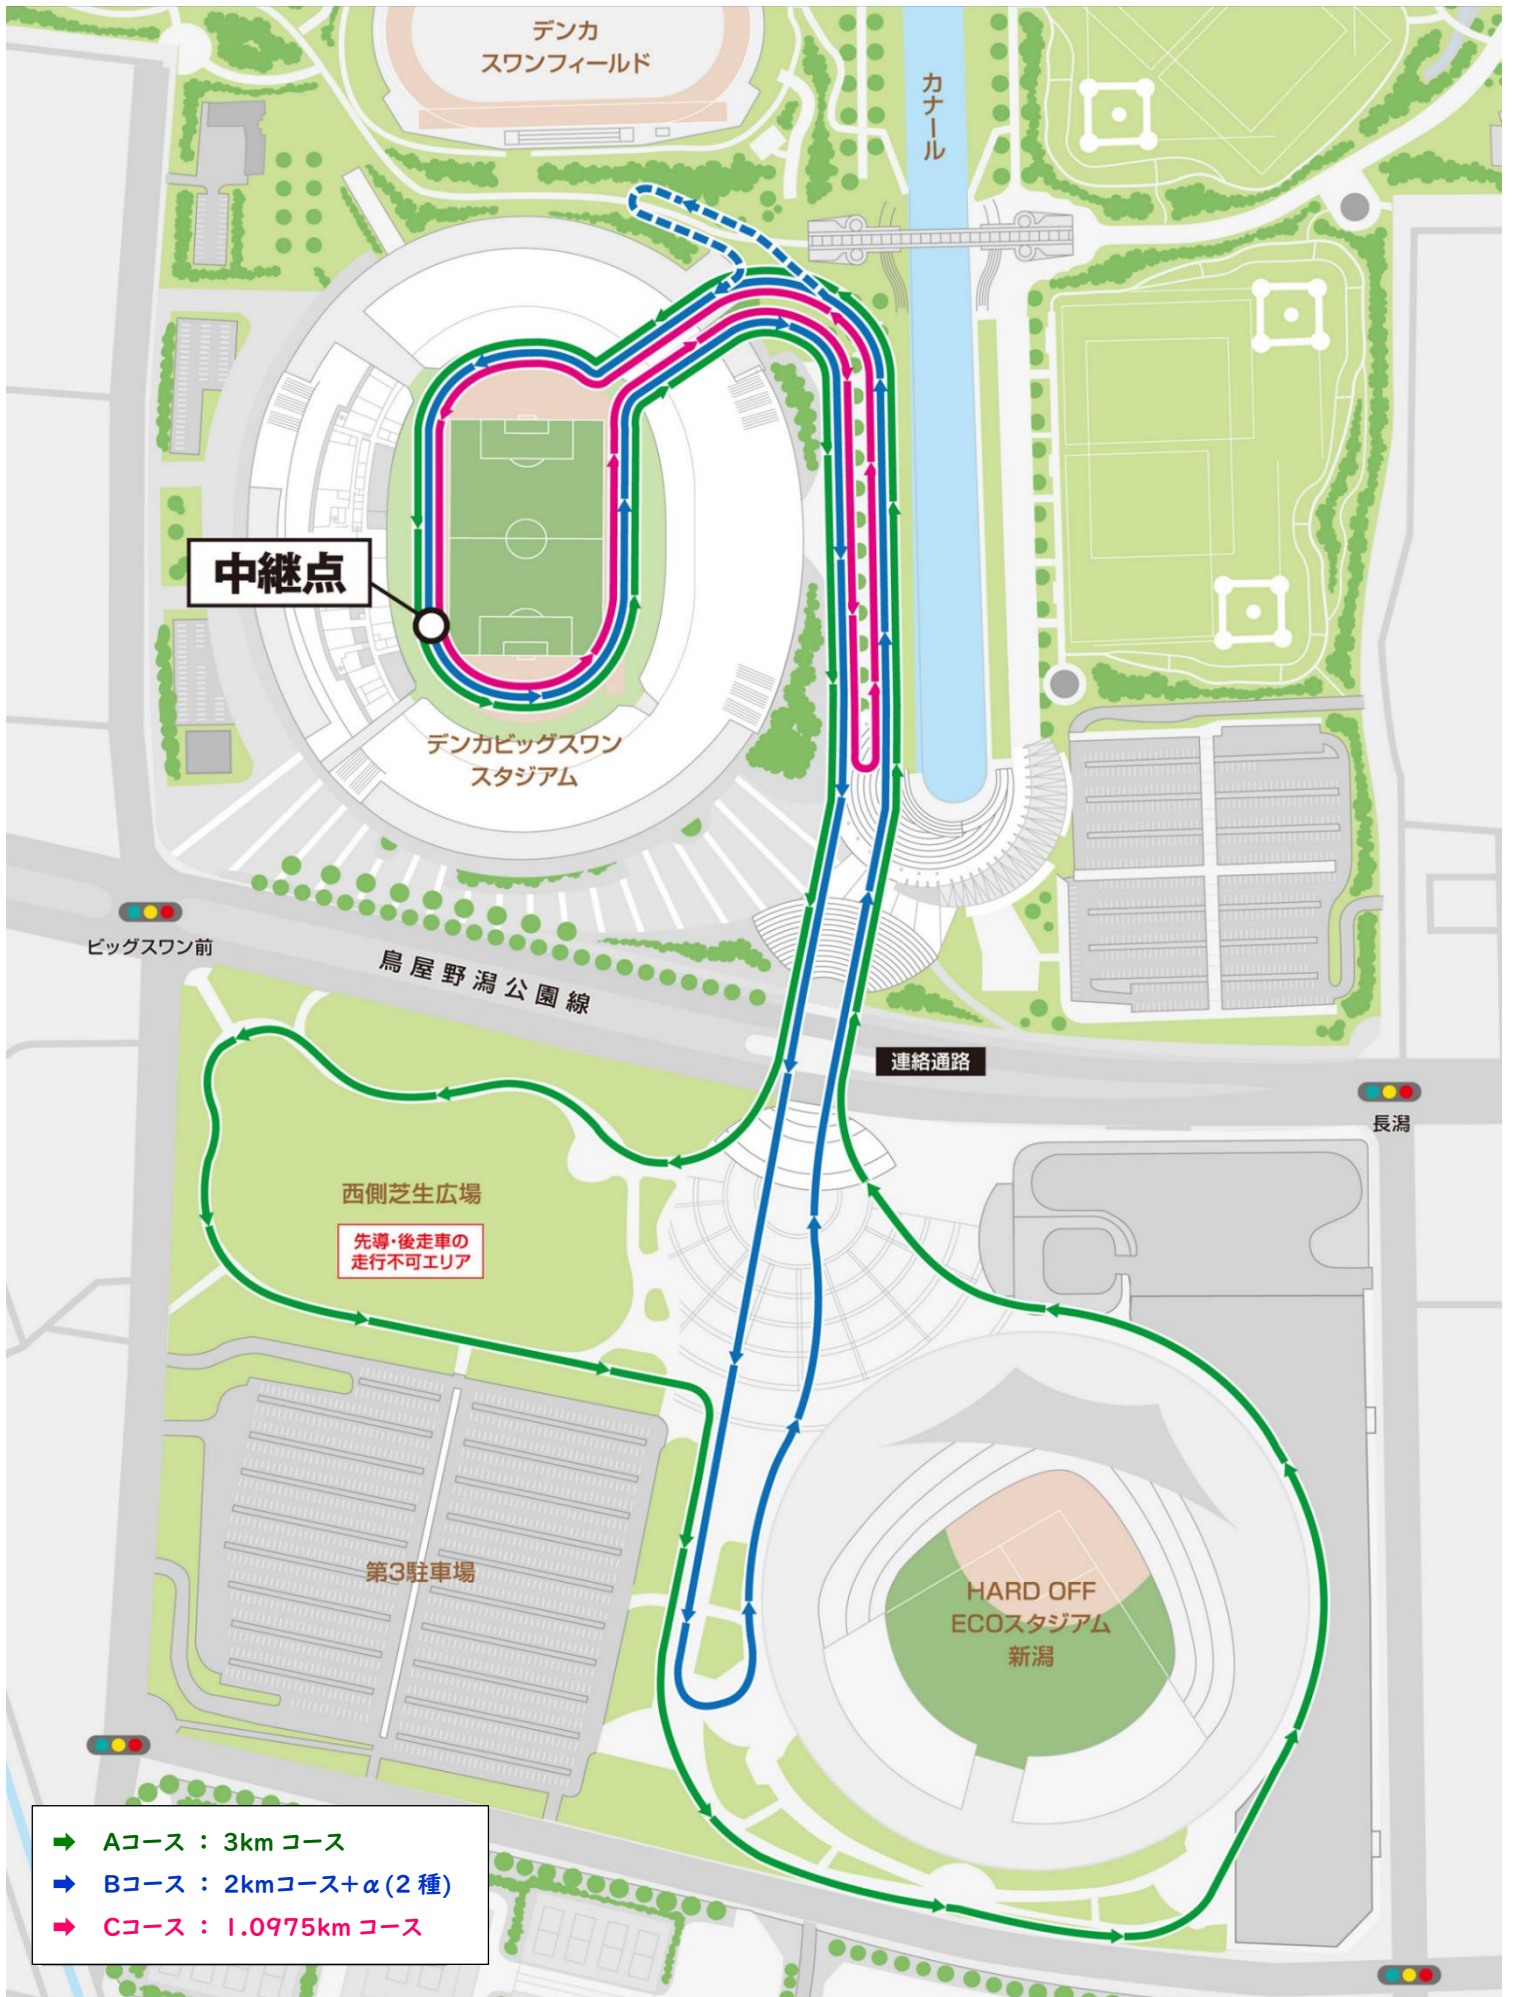 デンカ
スワンフィールド
カナール
中継点
デンカビッグスワン
スタジアム
ビッグスワン前
鳥屋野潟公園線
連絡通路
長潟
西側芝生広場
先導・後走車の
走行不可エリア
第3駐車場
HARD OFF
ECOスタジアム
新潟
➡ Aコース : 3km コース
➡ Bコース : 2kmコース+α(2種)
➡ Cコース : 1.0975km コース